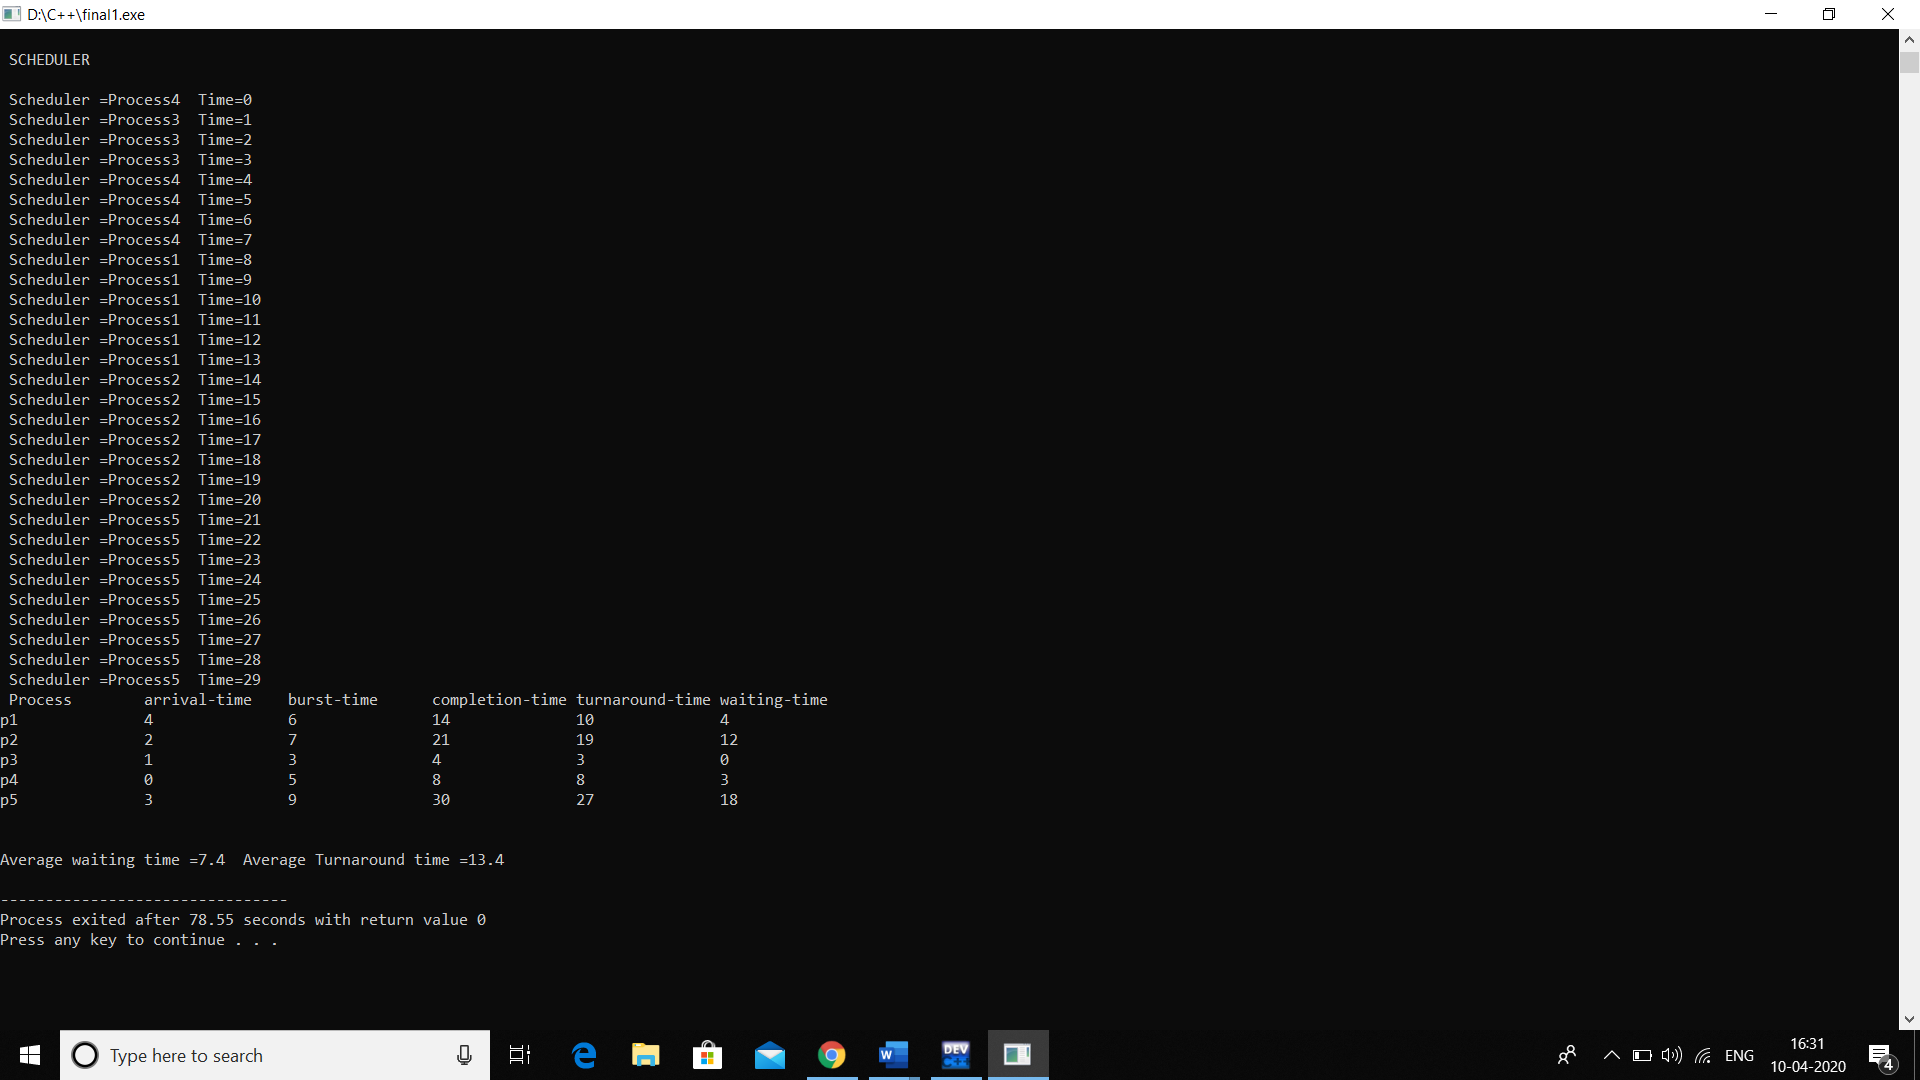 D:\C++\final1.exe
SCHEDULER
Scheduler =Process4  Time=0
Scheduler =Process3  Time=1
Scheduler =Process3  Time=2
Scheduler =Process3  Time=3
Scheduler =Process4  Time=4
Scheduler =Process4  Time=5
Scheduler =Process4  Time=6
Scheduler =Process4  Time=7
Scheduler =Process1  Time=8
Scheduler =Process1  Time=9
Scheduler =Process1  Time=10
Scheduler =Process1  Time=11
Scheduler =Process1  Time=12
Scheduler =Process1  Time=13
Scheduler =Process2  Time=14
Scheduler =Process2  Time=15
Scheduler =Process2  Time=16
Scheduler =Process2  Time=17
Scheduler =Process2  Time=18
Scheduler =Process2  Time=19
Scheduler =Process2  Time=20
Scheduler =Process5  Time=21
Scheduler =Process5  Time=22
Scheduler =Process5  Time=23
Scheduler =Process5  Time=24
Scheduler =Process5  Time=25
Scheduler =Process5  Time=26
Scheduler =Process5  Time=27
Scheduler =Process5  Time=28
Scheduler =Process5  Time=29
Process        arrival-time    burst-time      completion-time turnaround-time waiting-time
p1              4               6               14              10              4
p2              2               7               21              19              12
p3              1               3               4               3               0
p4              0               5               8               8               3
p5              3               9               30              27              18
Average waiting time =7.4  Average Turnaround time =13.4
--------------------------------
Process exited after 78.55 seconds with return value 0
Press any key to continue . . .
Type here to search
W
DEV
C++
ENG
16:31
10-04-2020
4